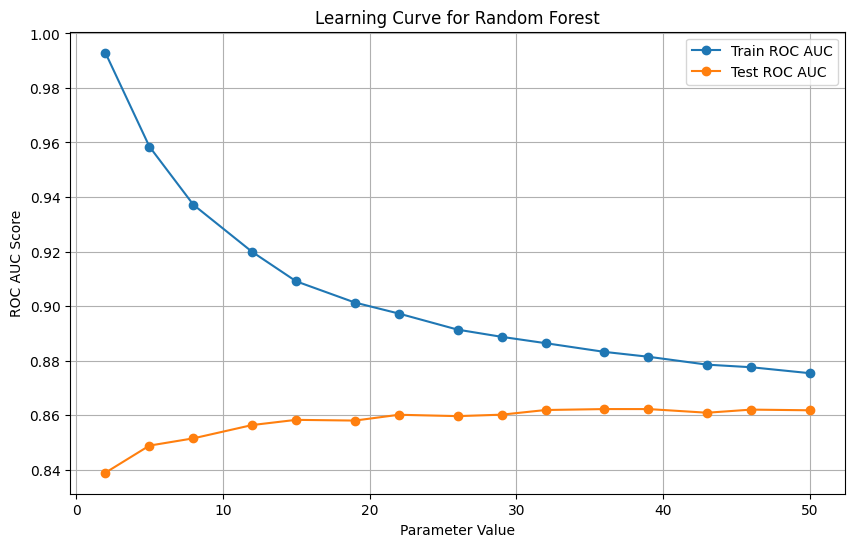 Learning Curve for Random Forest
Train ROC AUC
Test ROC AUC
ROC AUC Score
1.00
0.98
0.96
0.94
0.92
0.90
0.88
0.86
0.84
0 10 20 30 40 50
Parameter Value